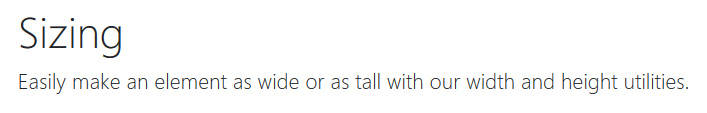 Sizing
Easily make an element as wide or as tall with our width and height utilities.